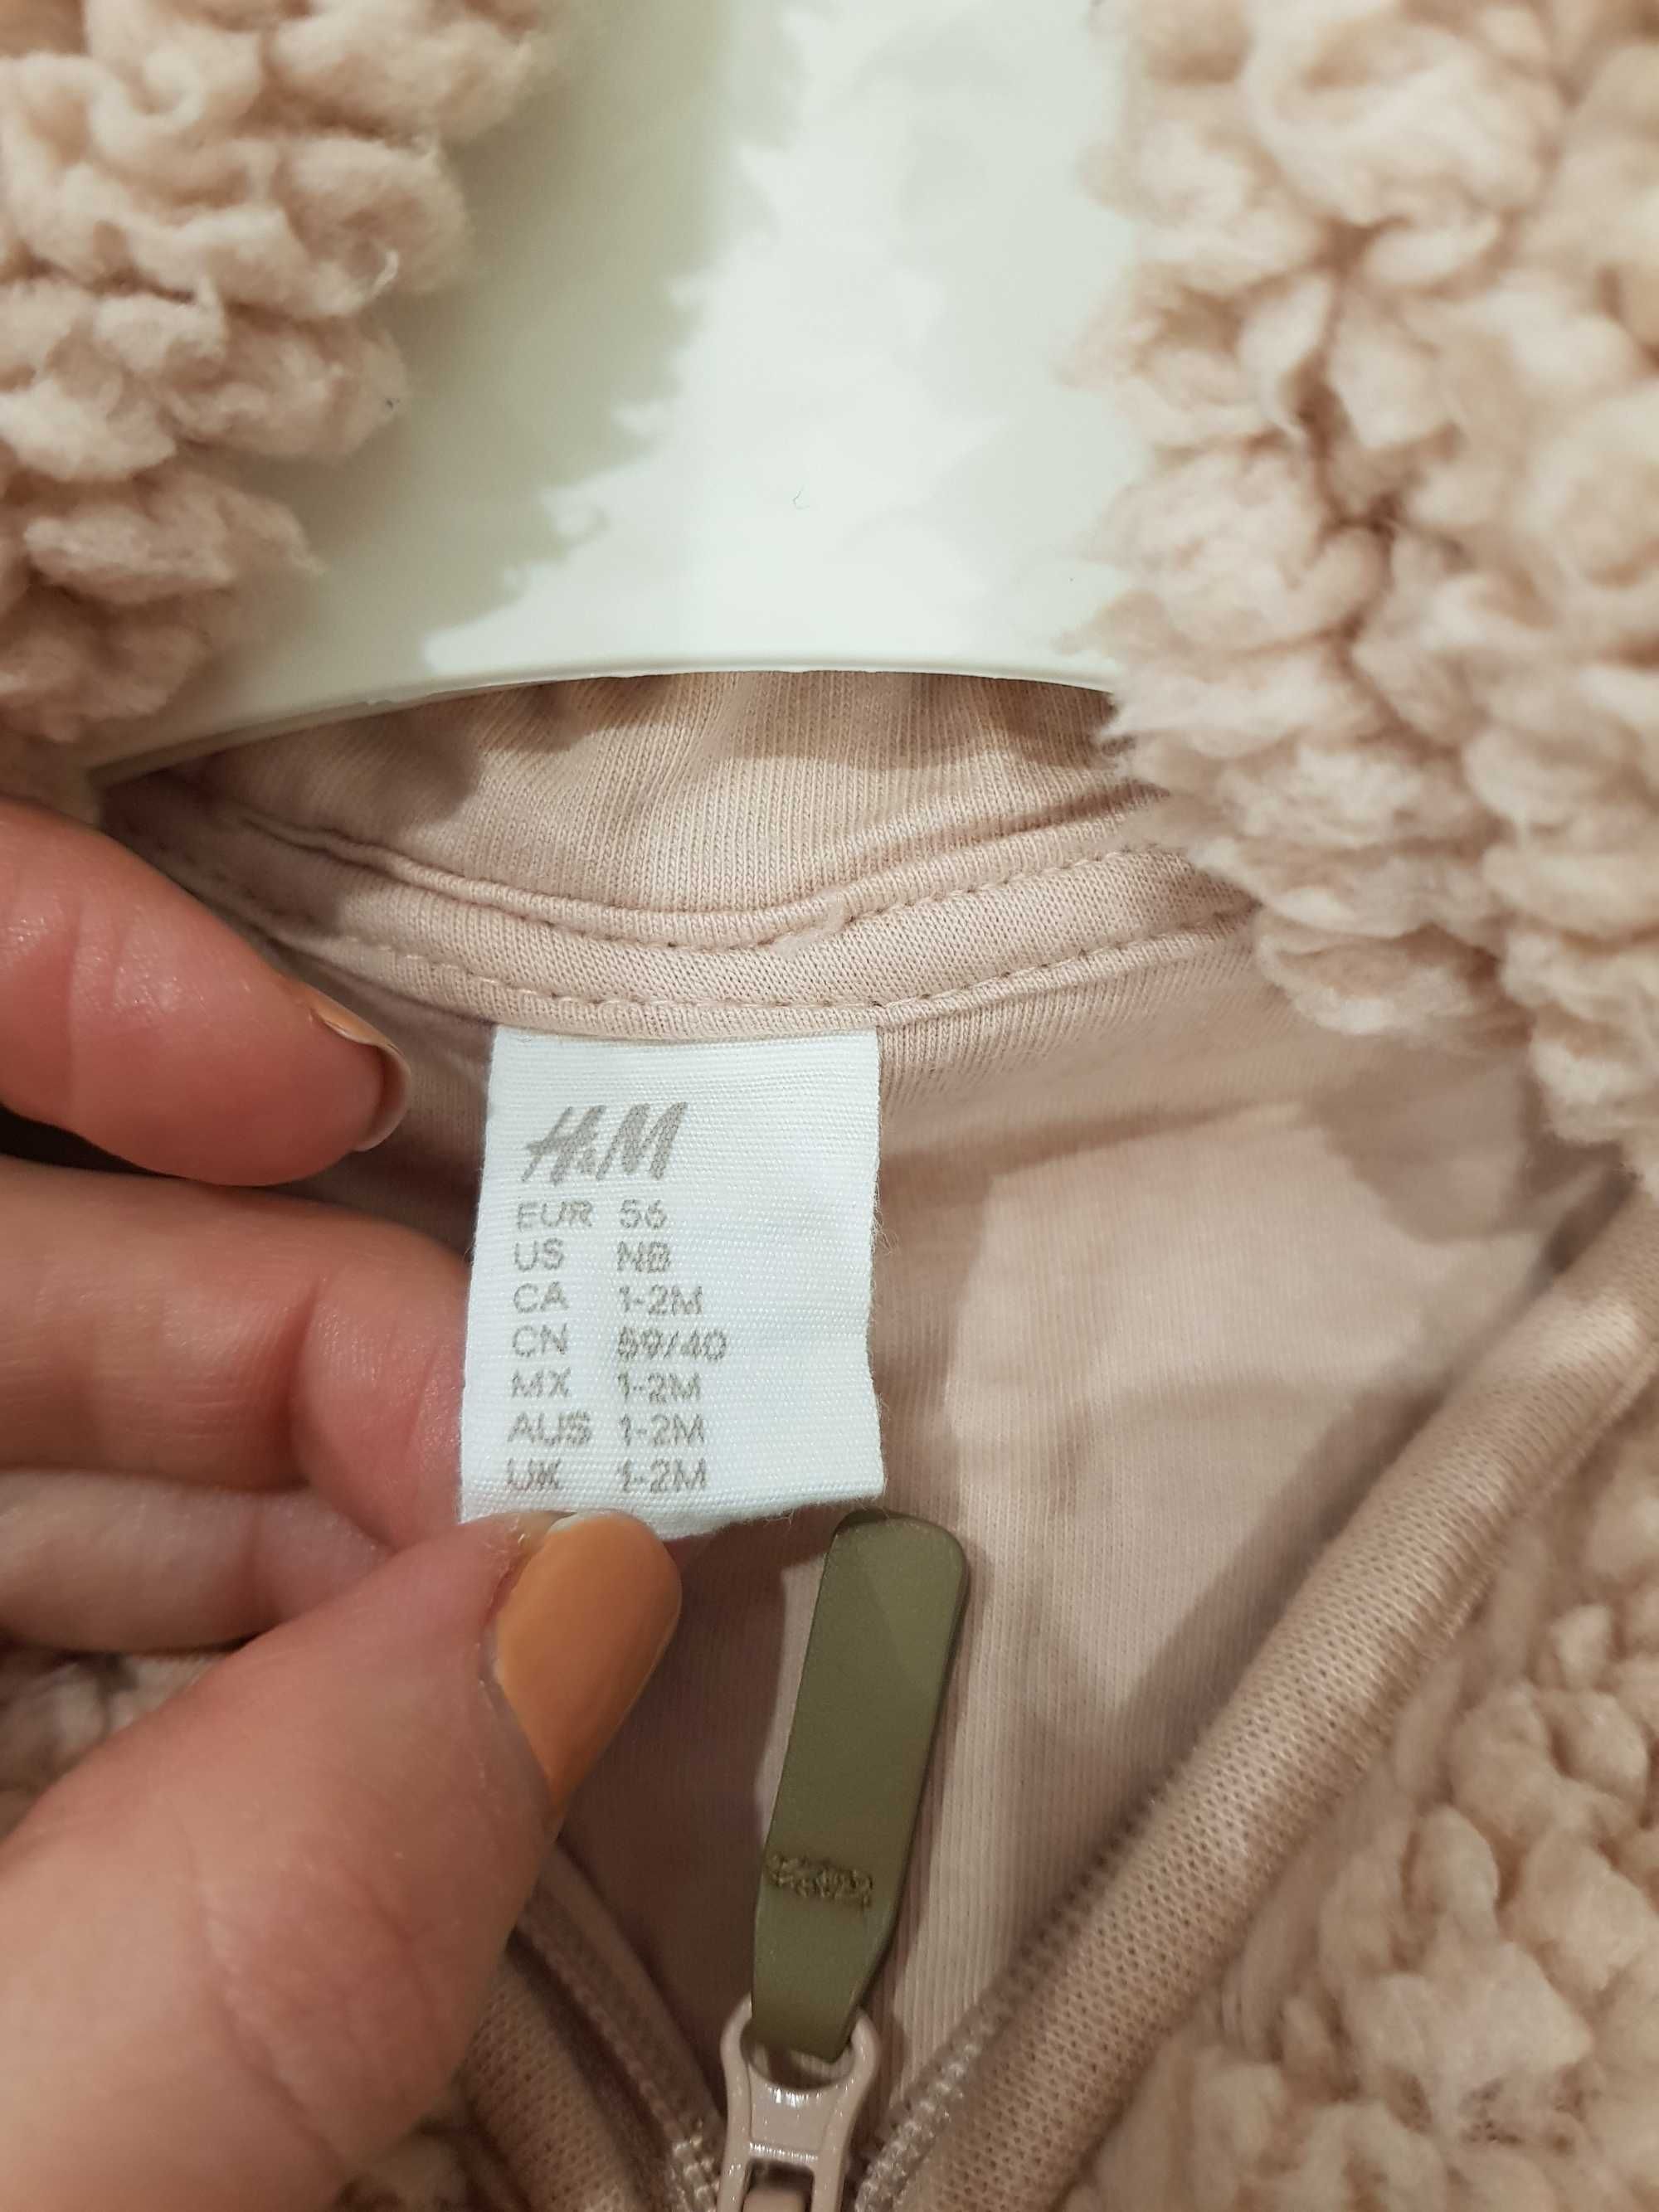 H&M
EUR 56
US NB
CA 1-2M
CN 59/40
MX 1-2M
AUS 1-2M
UK 1-2M